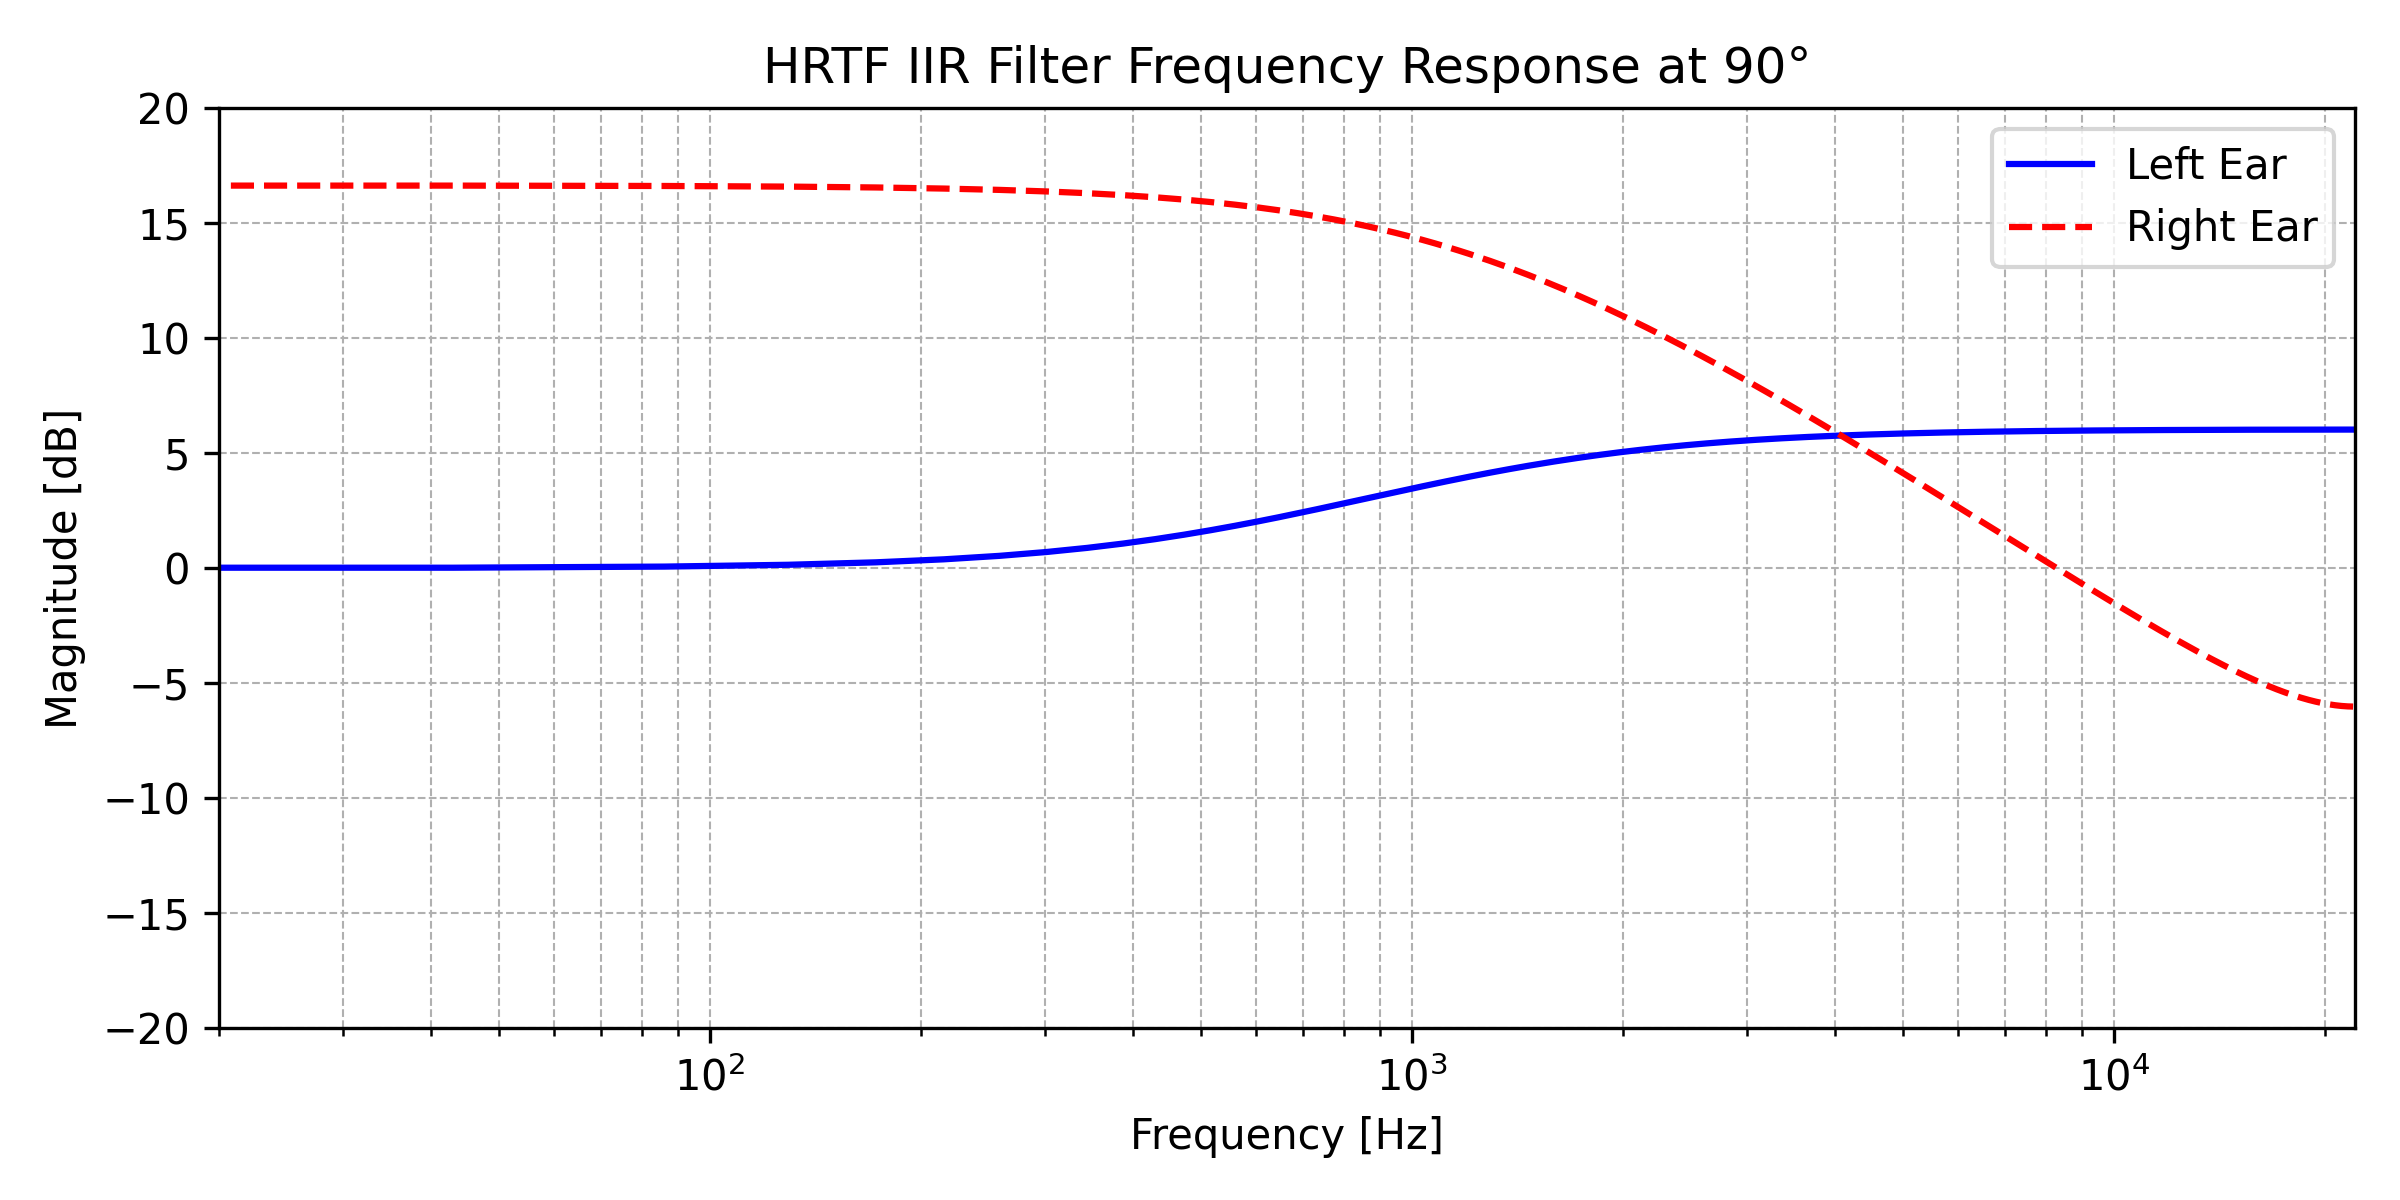 HRTF IIR Filter Frequency Response at 90°
20
15
10
5
0
−5
−10
−15
−20
Magnitude [dB]
Left Ear
Right Ear
10²
10³
10⁴
Frequency [Hz]